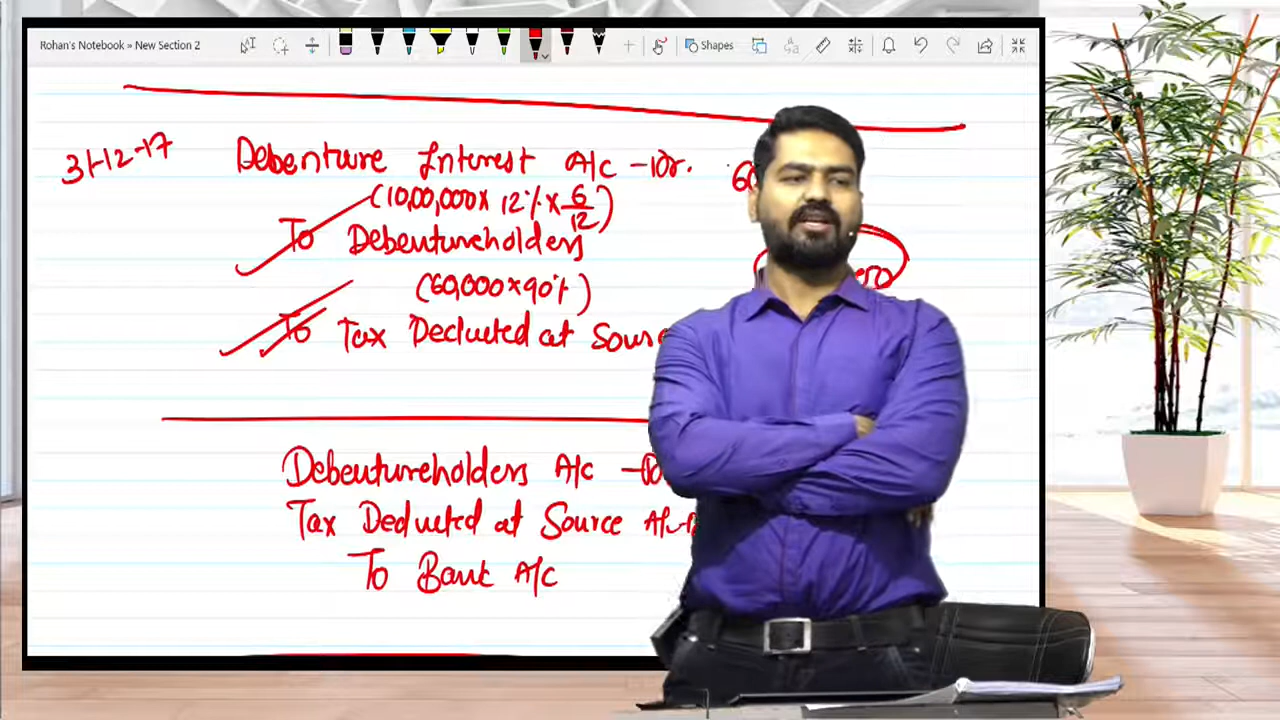 Rohan's Notebook » New Section 2
Shapes
31-12-17 Debenture Interest A/c -Dr.
(10,00,000 x 12% x 6/12)
To Debentureholders
(60,000 x 90%)
To Tax Deducted at Source
Debentureholders A/c
Tax Deducted at Source A/c
To Bank A/c